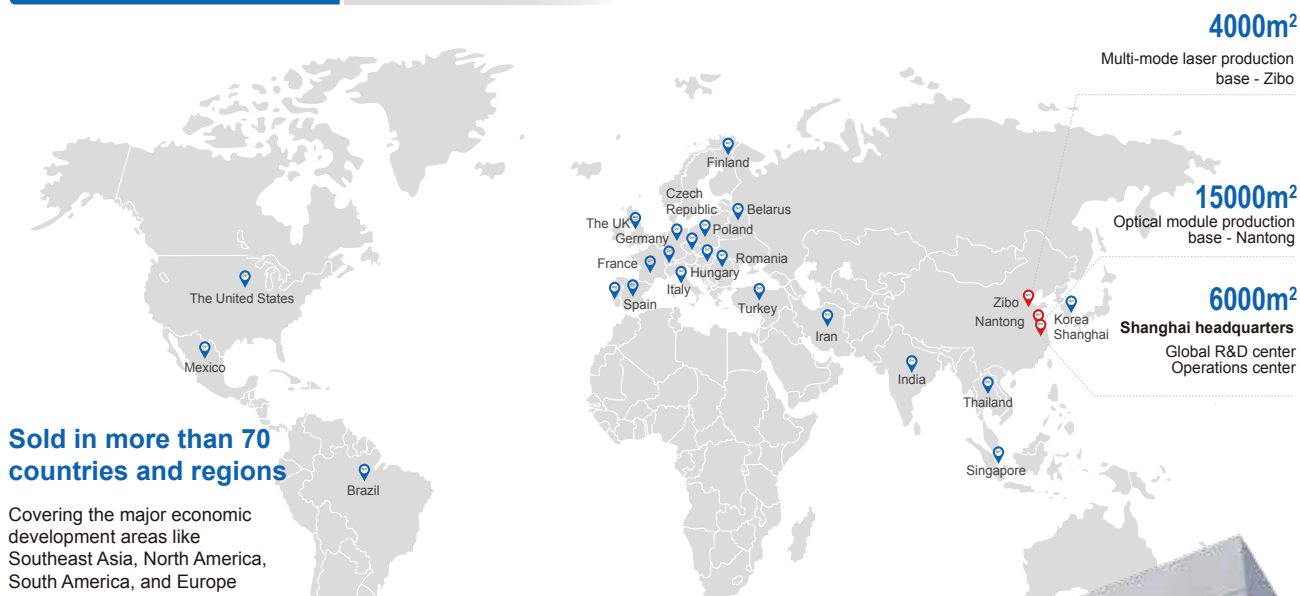 4000m²
Multi-mode laser production
base - Zibo
Finland
Czech
Republic
Belarus
The UK
Germany
Poland
15000m²
Optical module production
base - Nantong
France
Romania
Hungary
Italy
Spain
Turkey
Iran
Zibo
Nantong
Korea
Shanghai
6000m²
Shanghai headquarters
Global R&D center
Operations center
The United States
Mexico
India
Thailand
Singapore
Brazil
Sold in more than 70
countries and regions
Covering the major economic
development areas like
Southeast Asia, North America,
South America, and Europe